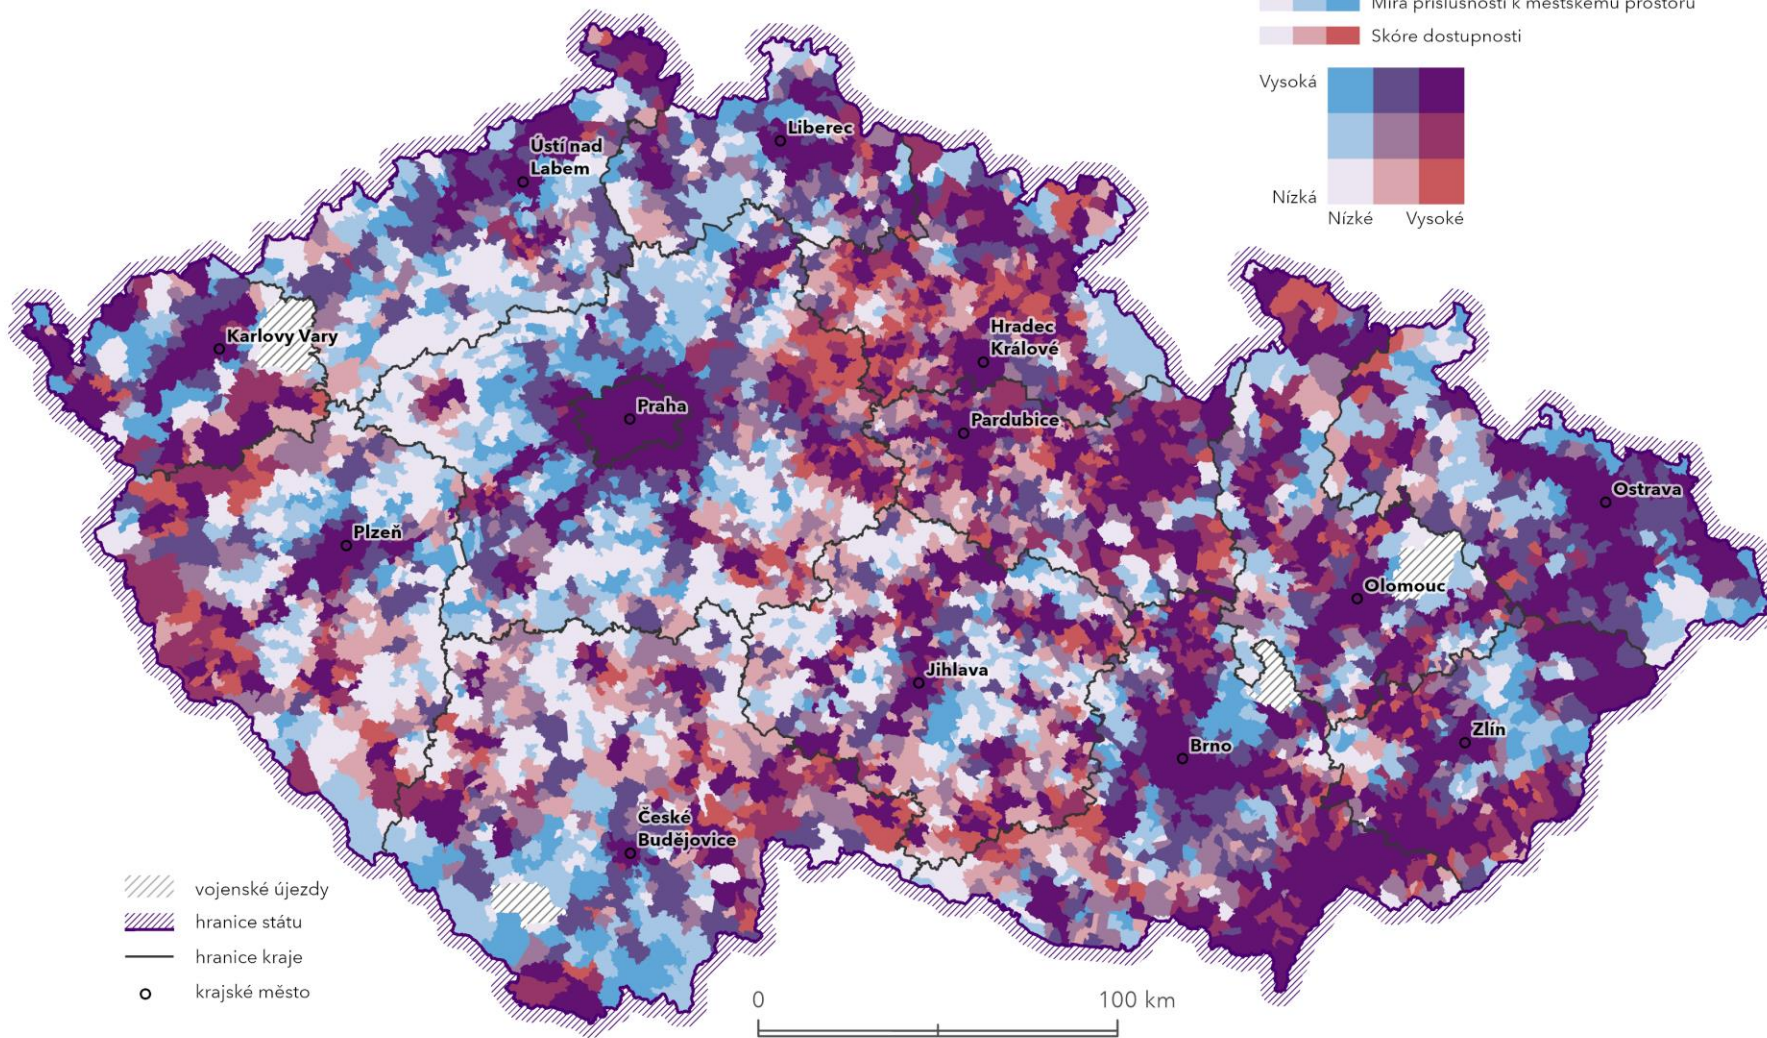 Míra příslušnosti k městskému prostoru
Skóre dostupnosti
Vysoká
Nízká
Nízké Vysoké
Liberec
Ústí nad
Labem
Karlovy Vary
Hradec
Králové
Praha
Pardubice
Plzeň
Ostrava
Olomouc
Jihlava
Zlín
Brno
České
Budějovice
vojenské újezdy
hranice státu
hranice kraje
krajské město
0 100 km